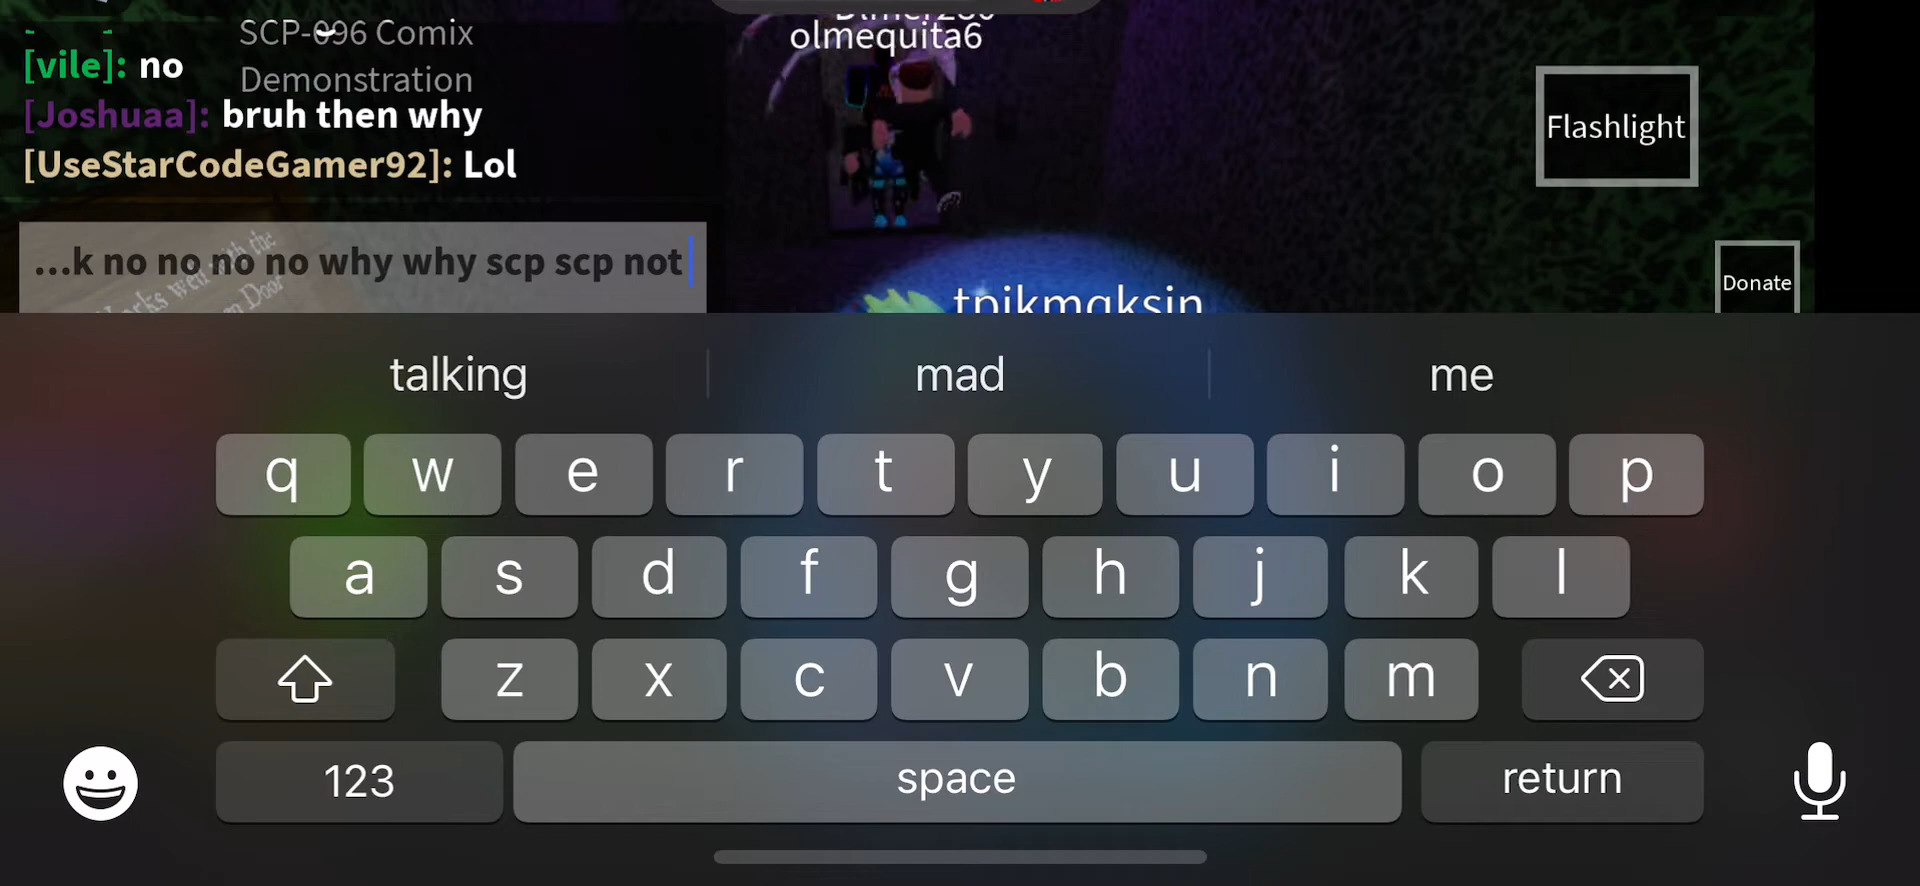 SCP-096 Comix
Demonstration
[vile]: no
[Joshuaa]: bruh then why
[UseStarCodeGamer92]: Lol
...k no no no no why why scp scp not
olmequita6
Flashlight
Donate
talking
mad
me
q w e r t y u i o p
a s d f g h j k l
z x c v b n m
123
space
return